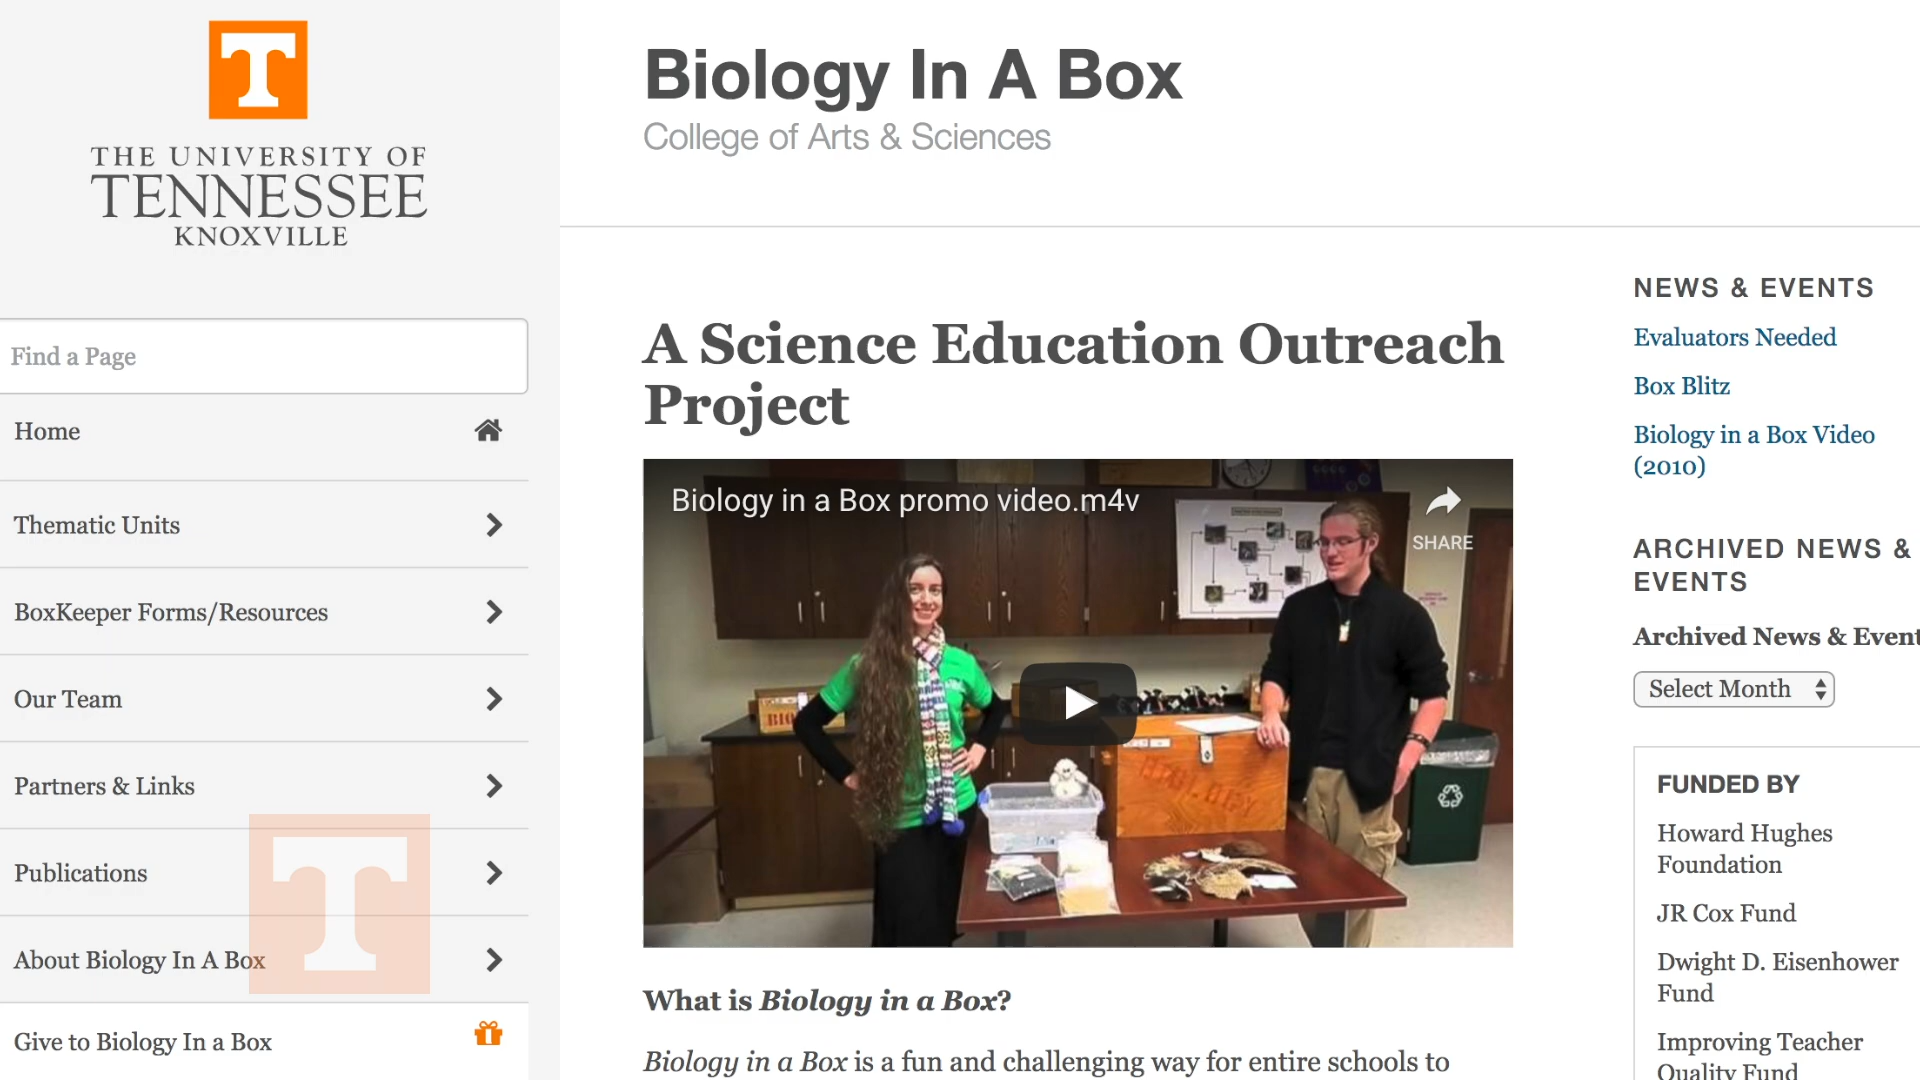 T
THE UNIVERSITY OF
TENNESSEE
KNOXVILLE
Find a Page
Home
Thematic Units
BoxKeeper Forms/Resources
Our Team
Partners & Links
Publications
About Biology In A Box
Give to Biology In a Box
T
Biology In A Box
College of Arts & Sciences
A Science Education Outreach
Project
Biology in a Box promo video.m4v
SHARE
What is Biology in a Box?
Biology in a Box is a fun and challenging way for entire schools to
NEWS & EVENTS
Evaluators Needed
Box Blitz
Biology in a Box Video
(2010)
ARCHIVED NEWS &
EVENTS
Archived News & Event
Select Month
FUNDED BY
Howard Hughes
Foundation
JR Cox Fund
Dwight D. Eisenhower
Fund
Improving Teacher
Quality Fund